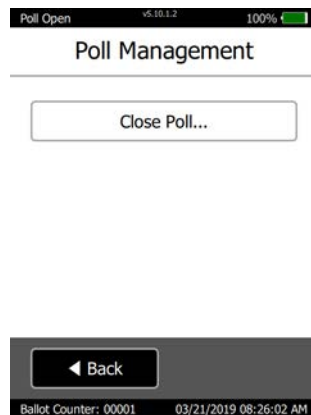 Poll Open v5.10.1.2 100%
Poll Management
Close Poll...
Back
Ballot Counter: 00001 03/21/2019 08:26:02 AM